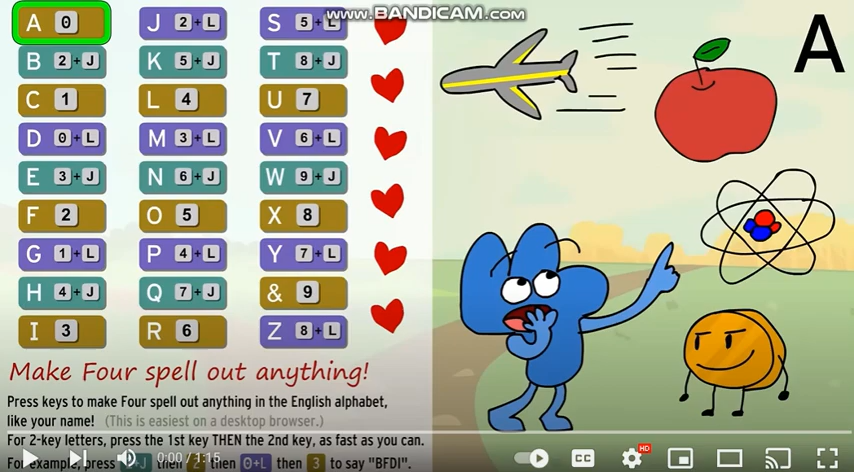 www.BANDICAM.com
A 0 J 2+L S 5+L
B 2+J K 5+J T 8+J
C 1 L 4 U 7
D 0+L M 3+L V 6+L
E 3+J N 6+J W 9+J
F 2 O 5 X 8
G 1+L P 4+L Y 7+L
H 4+J Q 7+J & 9
I 3 R 6 Z 8+L
A
Make Four spell out anything!
Press keys to make Four spell out anything in the English alphabet,
like your name! (This is easiest on a desktop browser.)
For 2-key letters, press the 1st key THEN the 2nd key, as fast as you can.
For example, press 2+J then 2 then 0+L then 3 to say "BFDI".
0:00 / 1:15
CC
HD